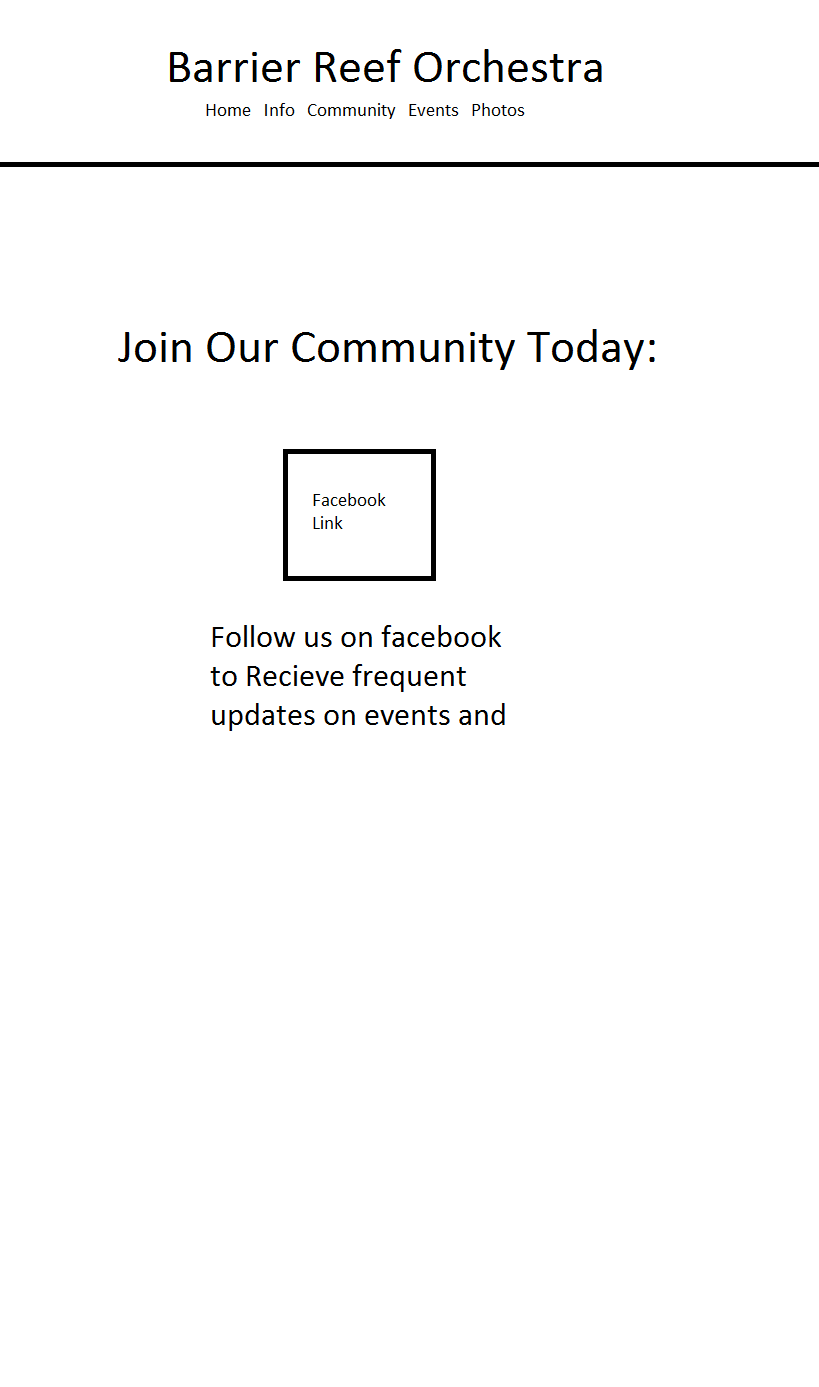 Barrier Reef Orchestra
Home Info Community Events Photos
Join Our Community Today:
Facebook
Link
Follow us on facebook
to Recieve frequent
updates on events and